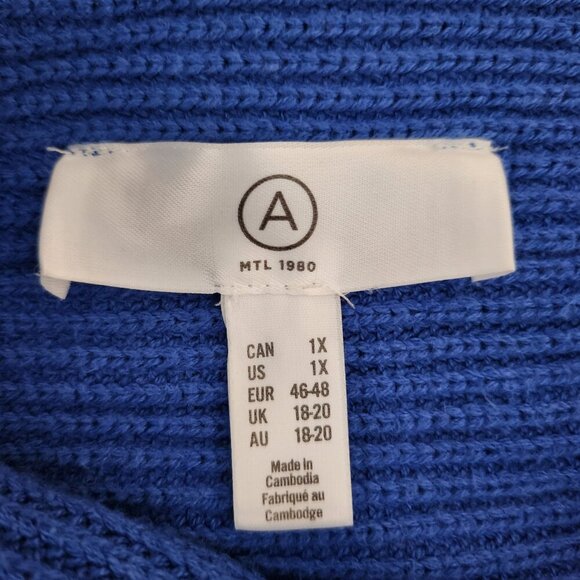 A
MTL 1980
CAN 1X
US 1X
EUR 46-48
UK 18-20
AU 18-20
Made in
Cambodia
Fabriqué au
Cambodge